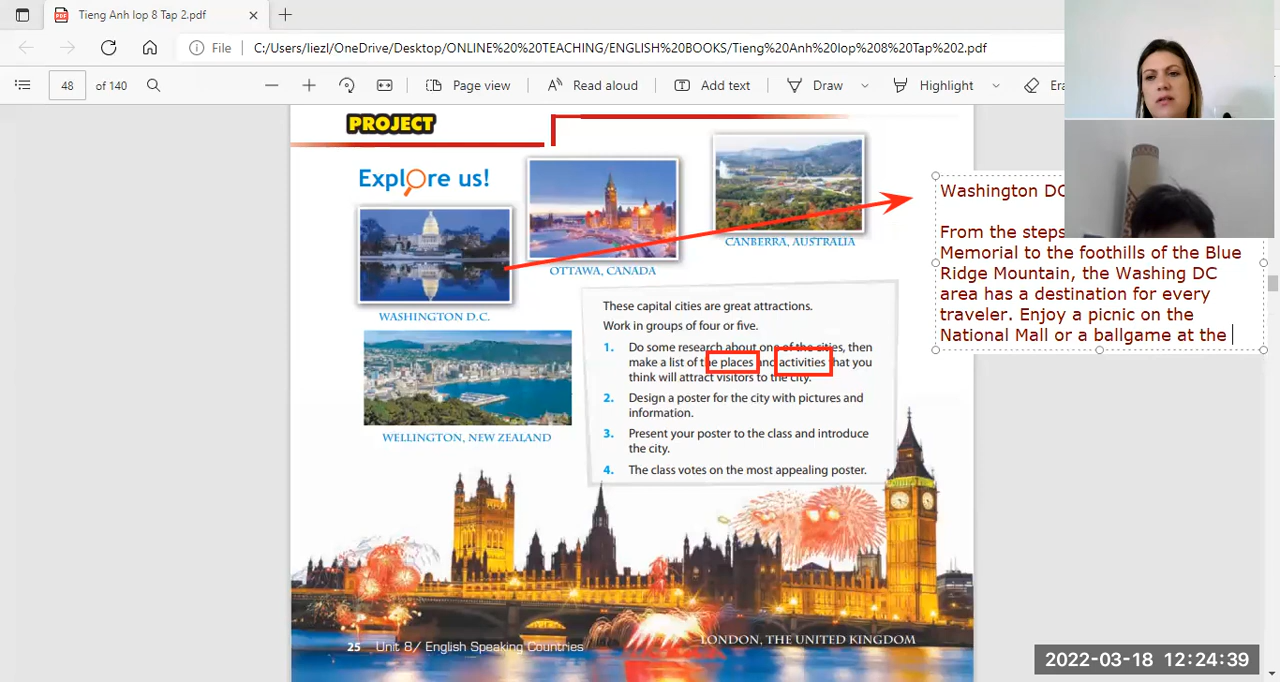 Tieng Anh lop 8 Tap 2.pdf
File C:/Users/liezl/OneDrive/Desktop/ONLINE%20%20TEACHING/ENGLISH%20BOOKS/Tieng%20Anh%20lop%208%20Tap%202.pdf
48 of 140 Page view Read aloud Add text Draw Highlight
PROJECT
Explore us!
WASHINGTON D.C.
OTTAWA, CANADA
CANBERRA, AUSTRALIA
WELLINGTON, NEW ZEALAND
These capital cities are great attractions.
Work in groups of four or five.
1. Do some research about one of the cities, then
make a list of the places and activities that you
think will attract visitors to the city.
2. Design a poster for the city with pictures and
information.
3. Present your poster to the class and introduce
the city.
4. The class votes on the most appealing poster.
LONDON, THE UNITED KINGDOM
25 Unit 8/ English Speaking Countries
Washington DC
From the steps
Memorial to the foothills of the Blue
Ridge Mountain, the Washing DC
area has a destination for every
traveler. Enjoy a picnic on the
National Mall or a ballgame at the
2022-03-18 12:24:39